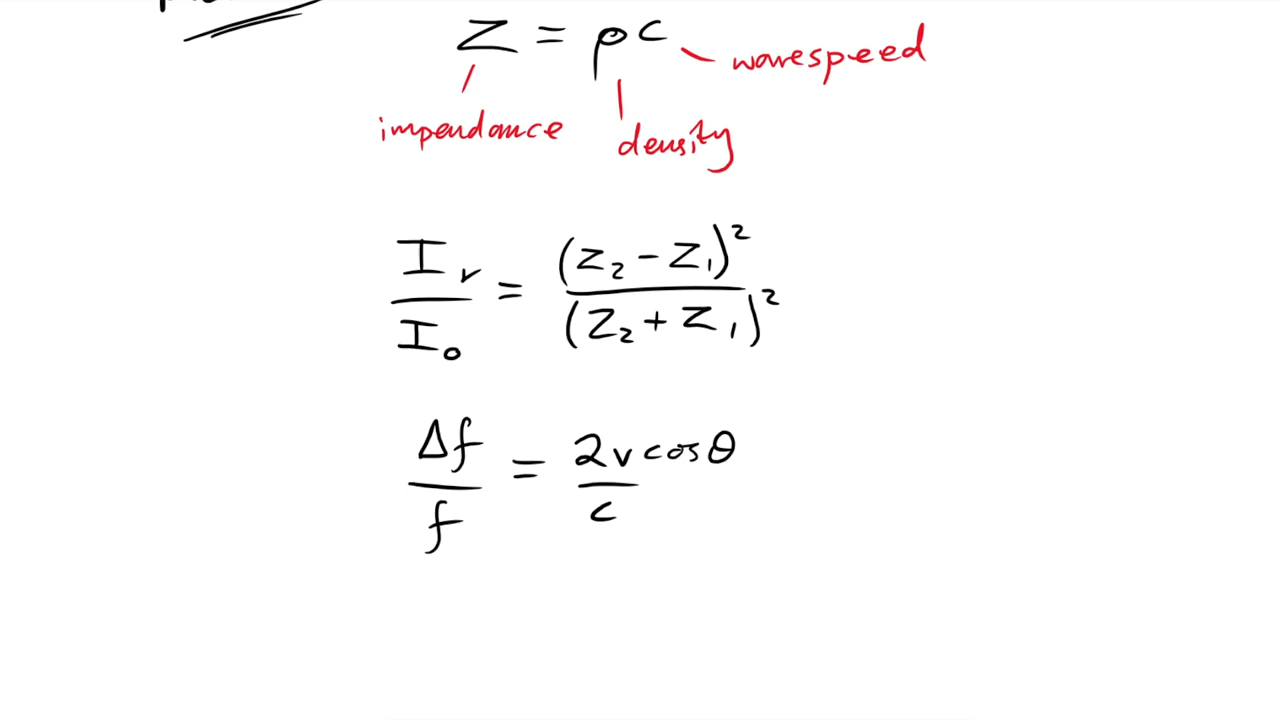 Z = ρc
wavespeed
impendance
density
I_r / I_0 = (Z_2 - Z_1)^2 / (Z_2 + Z_1)^2
Δf / f = 2v cosθ / c